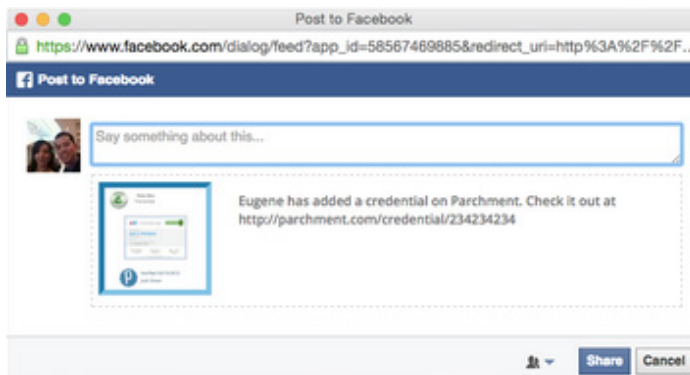 Post to Facebook
https://www.facebook.com/dialog/feed?app_id=58567469885&redirect_uri=http%3A%2F%2F...
Post to Facebook
Say something about this...
Eugene has added a credential on Parchment. Check it out at
http://parchment.com/credential/234234234
Share
Cancel